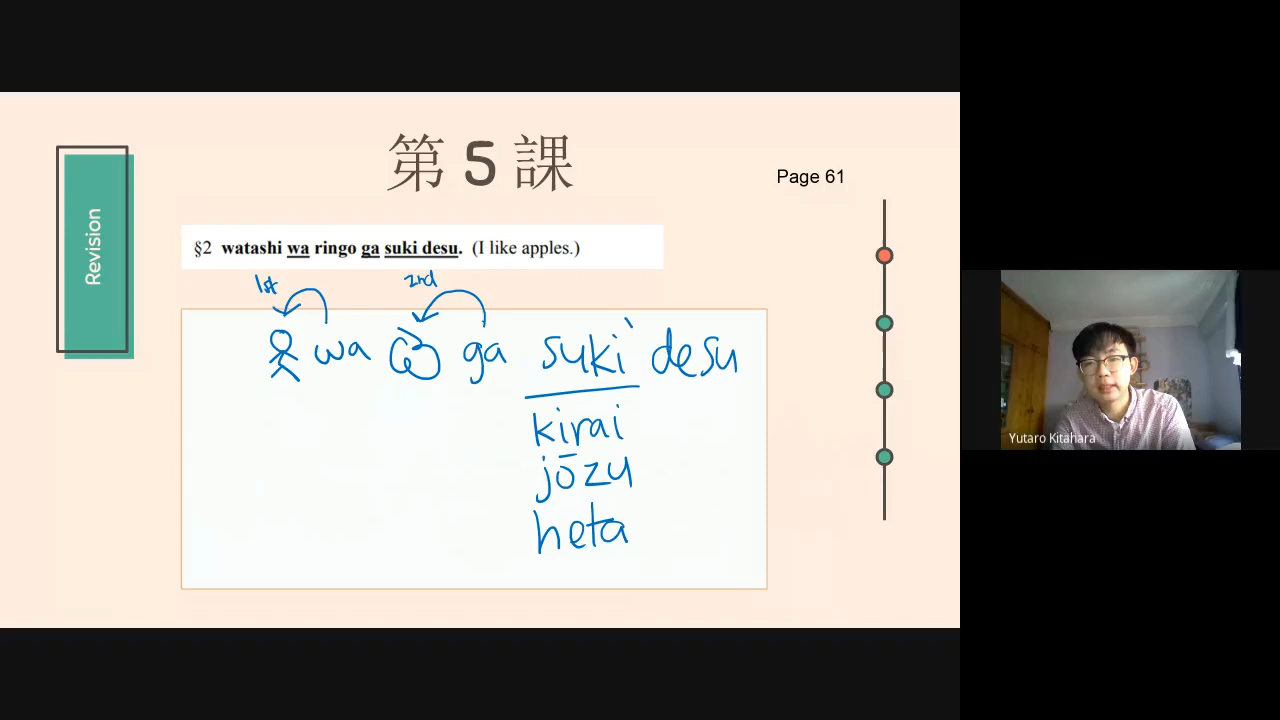 第 5 課
Page 61
Revision
§2 watashi wa ringo ga suki desu. (I like apples.)
1st 2nd
wa ga suki desu
kirai
jōzu
heta
Yutaro Kitahara